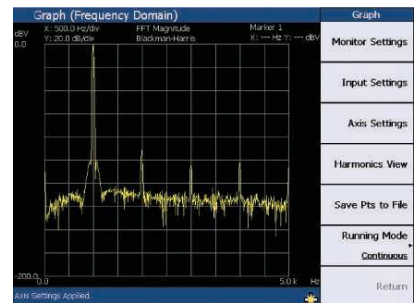 Graph (Frequency Domain)
Graph
dBV
X: 500.0 Hz/div
FFT Magnitude
Marker 1
0.0
Y: 20.0 dB/div
Blackman-Harris
X: --- Hz Y: --- dBV
Monitor Settings
Input Settings
Axis Settings
Harmonics View
Save Pts to File
Running Mode
Continuous
-200.0
0.0
5.0 k
Hz
Return
Axis Settings Applied.